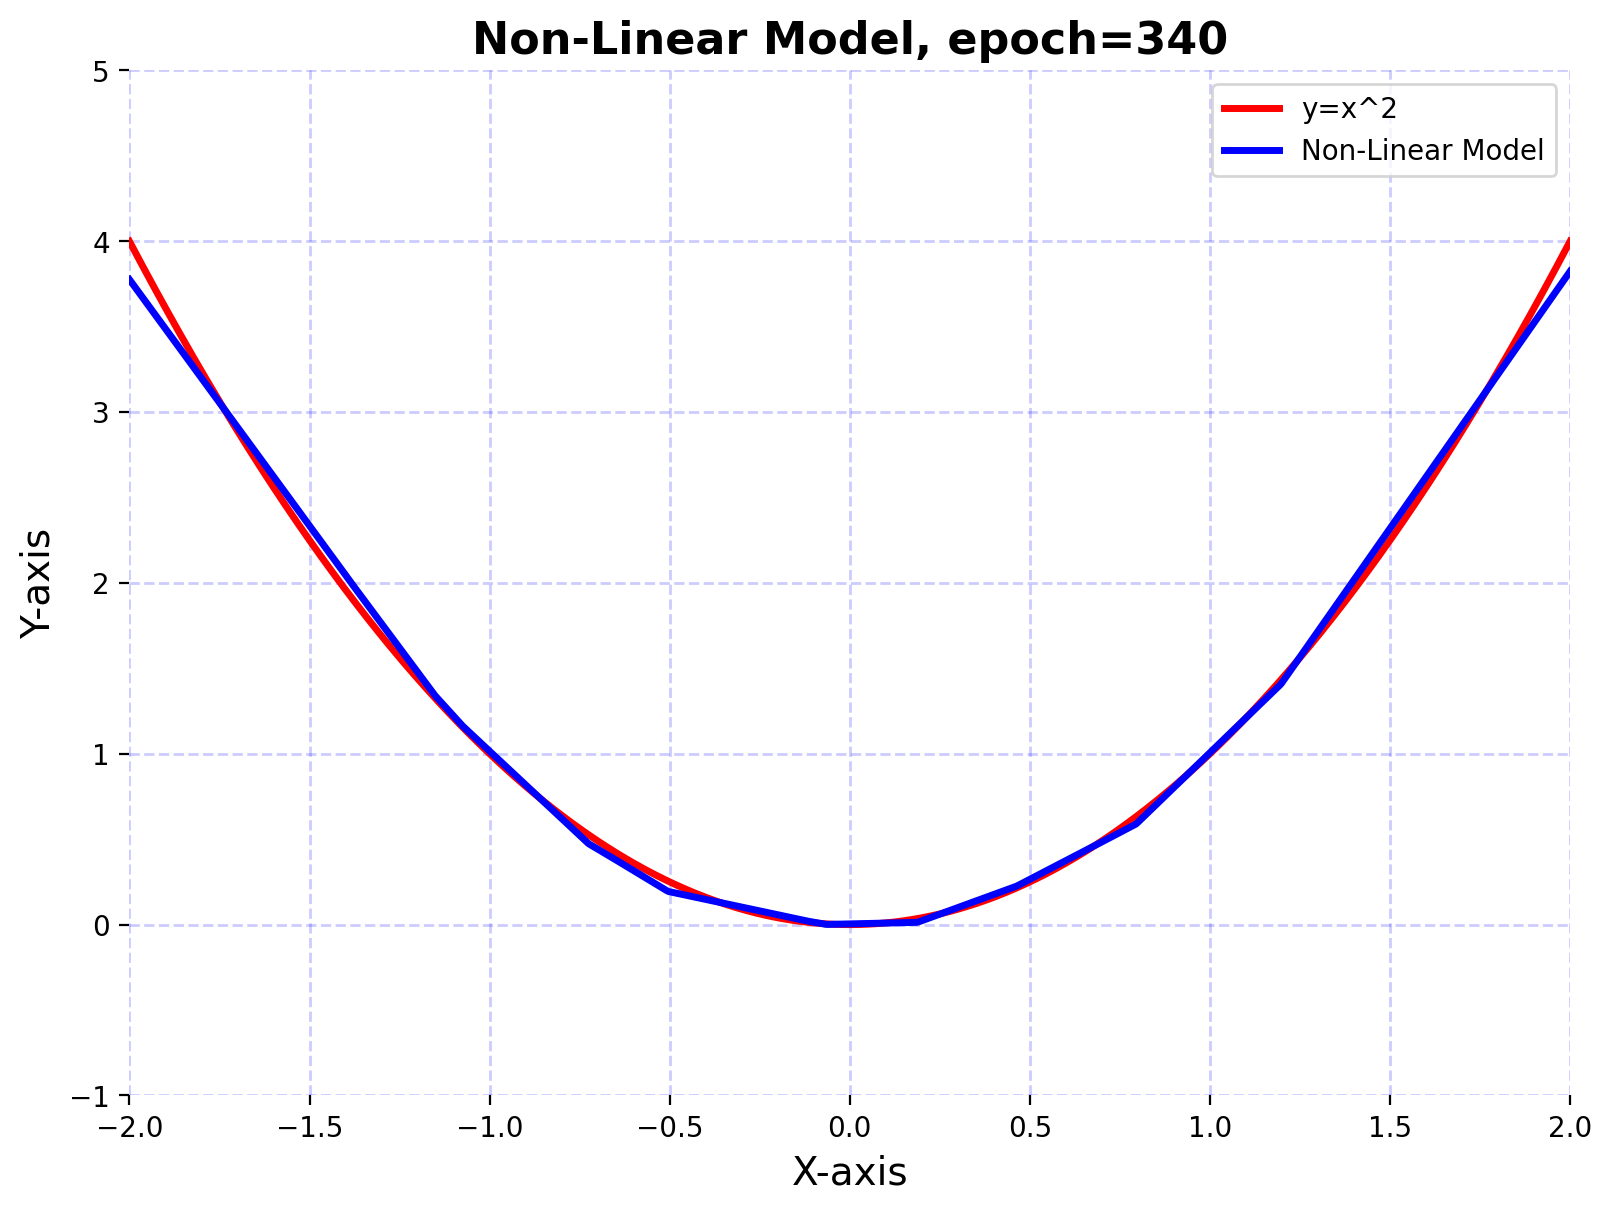 Non-Linear Model, epoch=340
y=x^2
Non-Linear Model
Y-axis
5
4
3
2
1
0
−1
−2.0 −1.5 −1.0 −0.5 0.0 0.5 1.0 1.5 2.0
X-axis